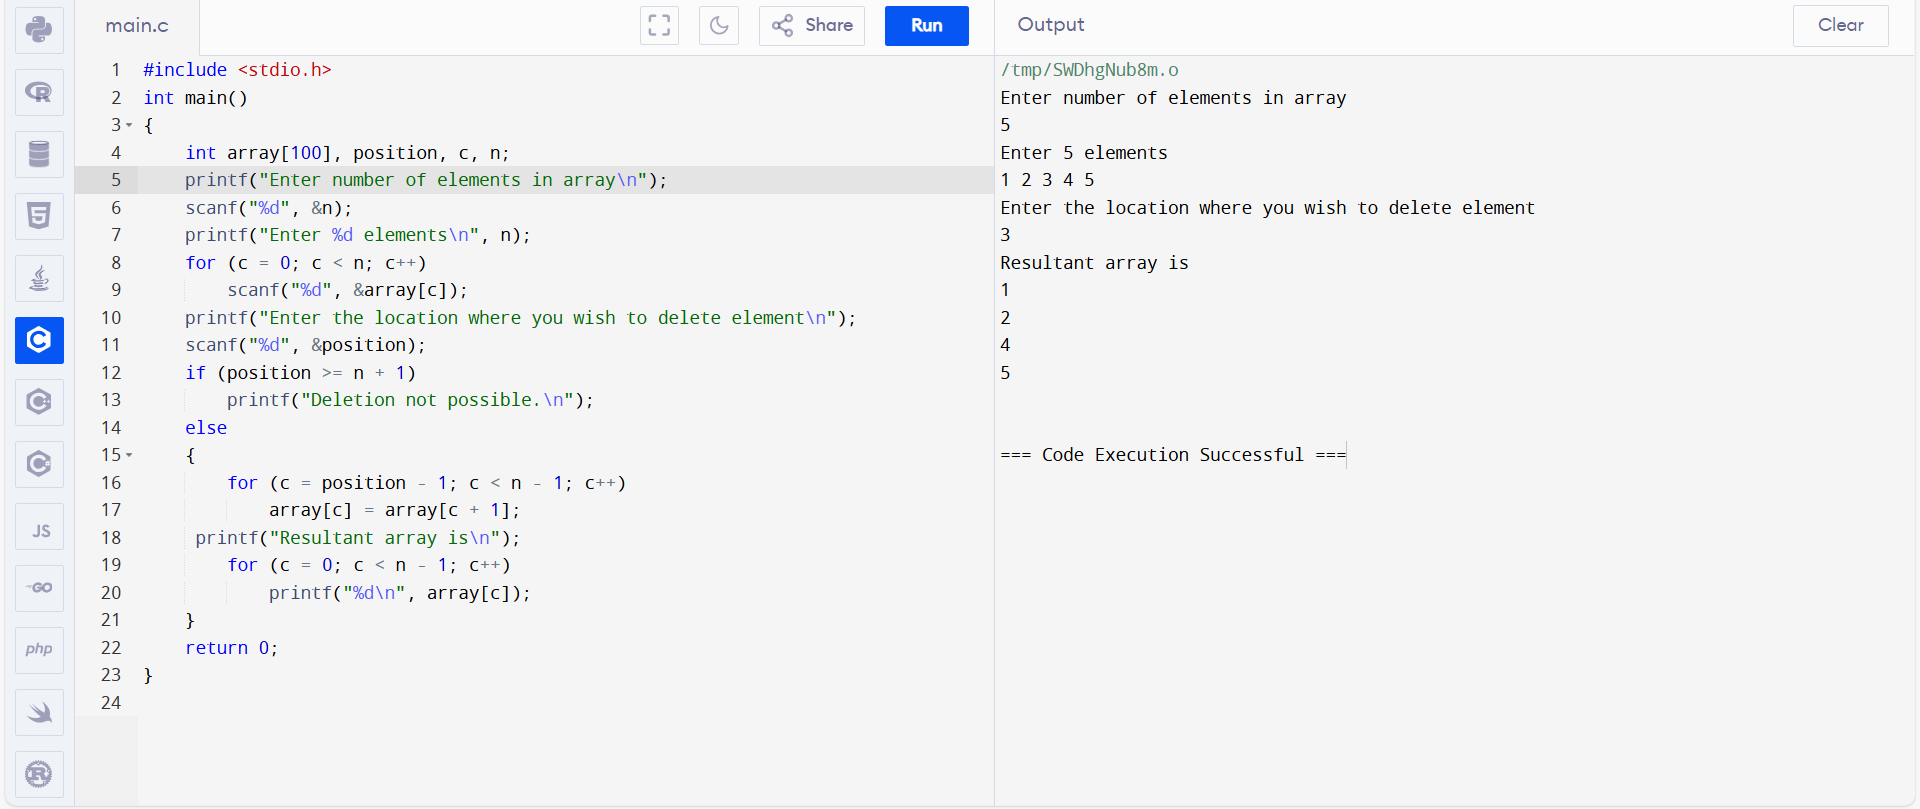 main.c
Share
Run
Output
Clear
1 #include <stdio.h>
2 int main()
3 {
4     int array[100], position, c, n;
5     printf("Enter number of elements in array\n");
6     scanf("%d", &n);
7     printf("Enter %d elements\n", n);
8     for (c = 0; c < n; c++)
9         scanf("%d", &array[c]);
10     printf("Enter the location where you wish to delete element\n");
11     scanf("%d", &position);
12     if (position >= n + 1)
13         printf("Deletion not possible.\n");
14     else
15     {
16         for (c = position - 1; c < n - 1; c++)
17             array[c] = array[c + 1];
18      printf("Resultant array is\n");
19         for (c = 0; c < n - 1; c++)
20             printf("%d\n", array[c]);
21     }
22     return 0;
23 }
24
/tmp/SWDhgNub8m.o
Enter number of elements in array
5
Enter 5 elements
1 2 3 4 5
Enter the location where you wish to delete element
3
Resultant array is
1
2
4
5
=== Code Execution Successful ===
R
5
C
C
C
JS
GO
php
R